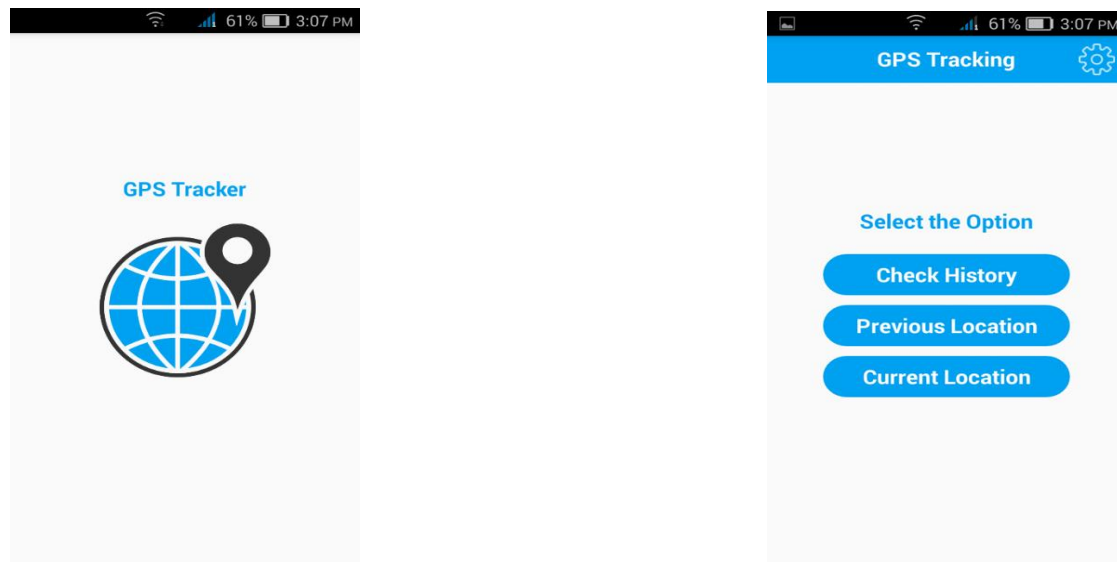 61% 3:07 PM
GPS Tracker
61% 3:07 PM
GPS Tracking
Select the Option
Check History
Previous Location
Current Location